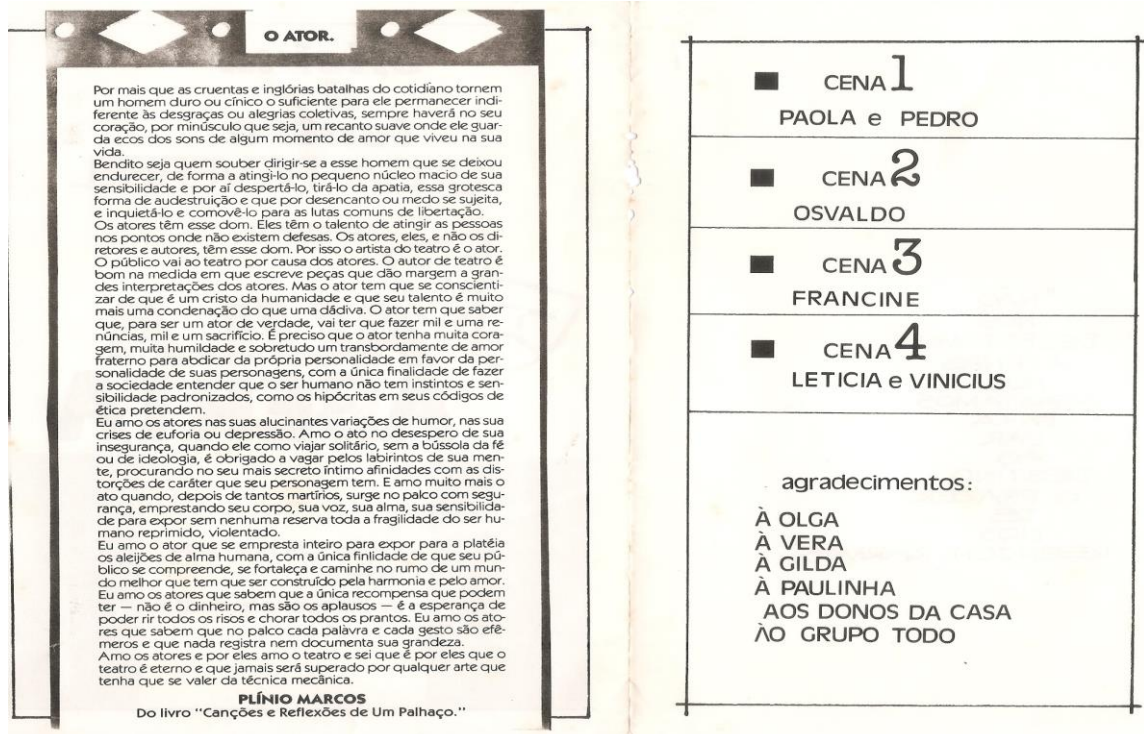 O ATOR.
Por mais que as cruentas e inglórias batalhas do cotidiano tornem
um homem duro ou cínico o suficiente para ele permanecer indi-
ferente às desgraças ou alegrias coletivas, sempre haverá no seu
coração, por minúsculo que seja, um recanto suave onde ele guar-
da ecos dos sons de algum momento de amor que viveu na sua
vida.
Bendito seja quem souber dirigir-se a esse homem que se deixou
endurecer, de forma a atingi-lo no pequeno núcleo macio de sua
sensibilidade e por aí despertá-lo, tirá-lo da apatia, essa grotesca
forma de audestruição e que por desencanto ou medo se sujeita,
e inquietá-lo e comovê-lo para as lutas comuns de libertação.
Os atores têm esse dom. Eles têm o talento de atingir as pessoas
nos pontos onde não existem defesas. Os atores, eles, e não os di-
retores e autores, têm esse dom. Por isso o artista do teatro é o ator.
O público vai ao teatro por causa dos atores. O autor de teatro é
bom na medida em que escreve peças que dão margem a gran-
des interpretações dos atores. Mas o ator tem que se conscienti-
zar de que é um cristo da humanidade e que seu talento é muito
mais uma condenação do que uma dádiva. O ator tem que saber
que, para ser um ator de verdade, vai ter que fazer mil e uma re-
núncias, mil e um sacrifício. É preciso que o ator tenha muita cora-
gem, muita humildade e sobretudo um transbordamente de amor
fraterno para abdicar da própria personalidade em favor da per-
sonalidade de suas personagens, com a única finalidade de fazer
a sociedade entender que o ser humano não tem instintos e sen-
sibilidade padronizados, como os hipócritas em seus códigos de
ética pretendem.
Eu amo os atores nas suas alucinantes variações de humor, nas sua
crises de euforia ou depressão. Amo o ato no desespero de sua
insegurança, quando ele como viajar solitário, sem a bússola da fé
ou de ideologia, é obrigado a vagar pelos labirintos de sua men-
te, procurando no seu mais secreto íntimo afinidades com as dis-
torções de caráter que seu personagem tem. E amo muito mais o
ato quando, depois de tantos martírios, surge no palco com segu-
rança, emprestando seu corpo, sua voz, sua alma, sua sensibilida-
de para expor sem nenhuma reserva toda a fragilidade do ser hu-
mano reprimido, violentado.
Eu amo o ator que se empresta inteiro para expor para a platéia
os aleijões de alma humana, com a única finlidade de que seu pú-
blico se compreende, se fortaleça e caminhe no rumo de um mun-
do melhor que tem que ser construído pela harmonia e pelo amor.
Eu amo os atores que sabem que a única recompensa que podem
ter — não é o dinheiro, mas são os aplausos — é a esperança de
poder rir todos os risos e chorar todos os prantos. Eu amo os ato-
res que sabem que no palco cada palavra e cada gesto são efê-
meros e que nada registra nem documenta sua grandeza.
Amo os atores e por eles amo o teatro e sei que é por eles que o
teatro é eterno e que jamais será superado por qualquer arte que
tenha que se valer da técnica mecânica.
PLÍNIO MARCOS
Do livro "Canções e Reflexões de Um Palhaço."
CENA 1
PAOLA e PEDRO
CENA 2
OSVALDO
CENA 3
FRANCINE
CENA 4
LETICIA e VINICIUS
agradecimentos:
À OLGA
À VERA
À GILDA
À PAULINHA
AOS DONOS DA CASA
ÀO GRUPO TODO